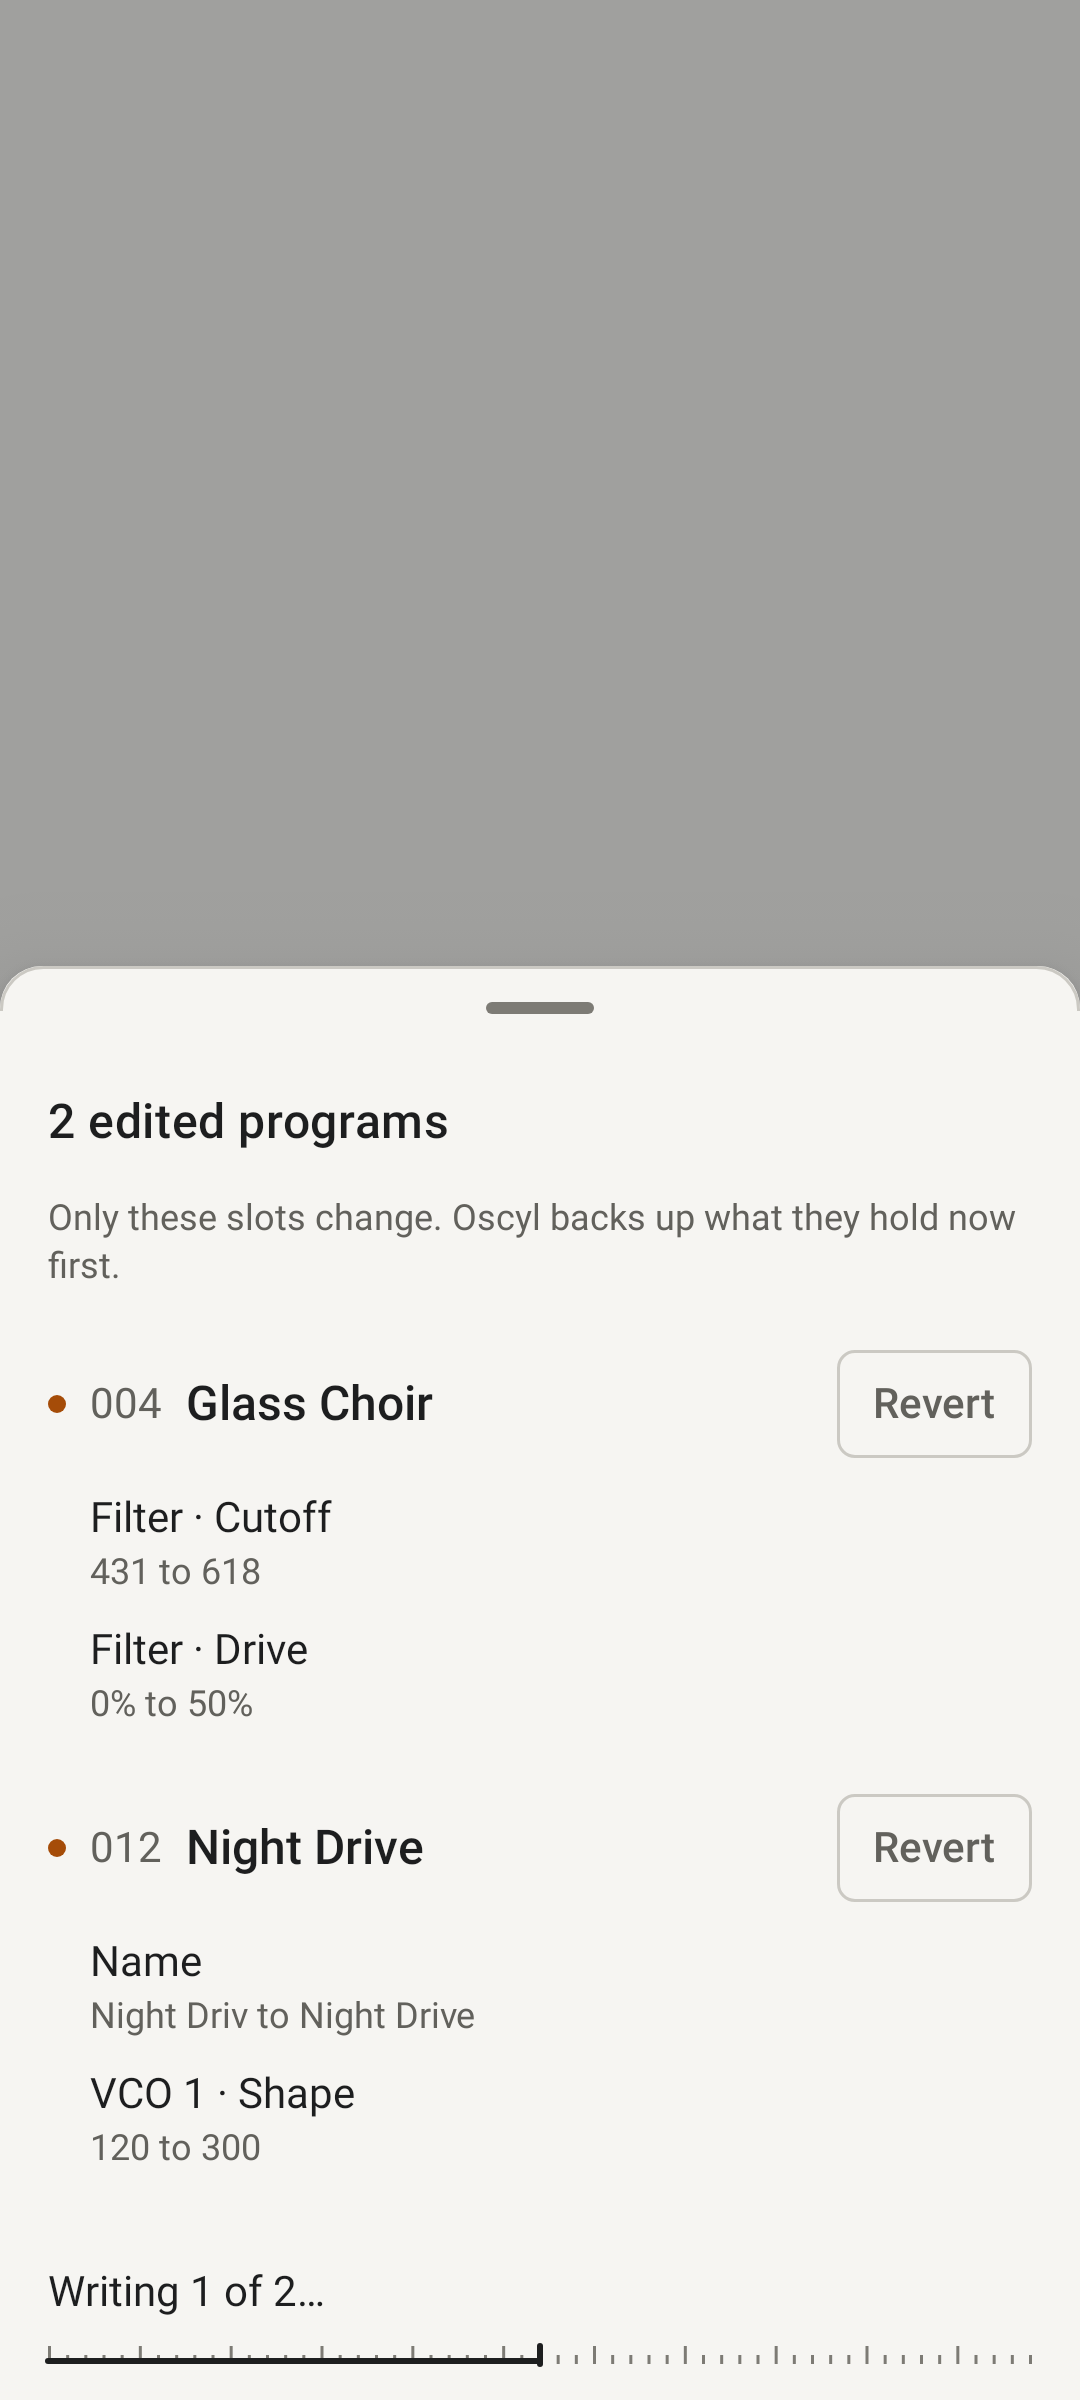 2 edited programs
Only these slots change. Oscyl backs up what they hold now
first.
004 Glass Choir
Revert
Filter · Cutoff
431 to 618
Filter · Drive
0% to 50%
012 Night Drive
Revert
Name
Night Driv to Night Drive
VCO 1 · Shape
120 to 300
Writing 1 of 2…